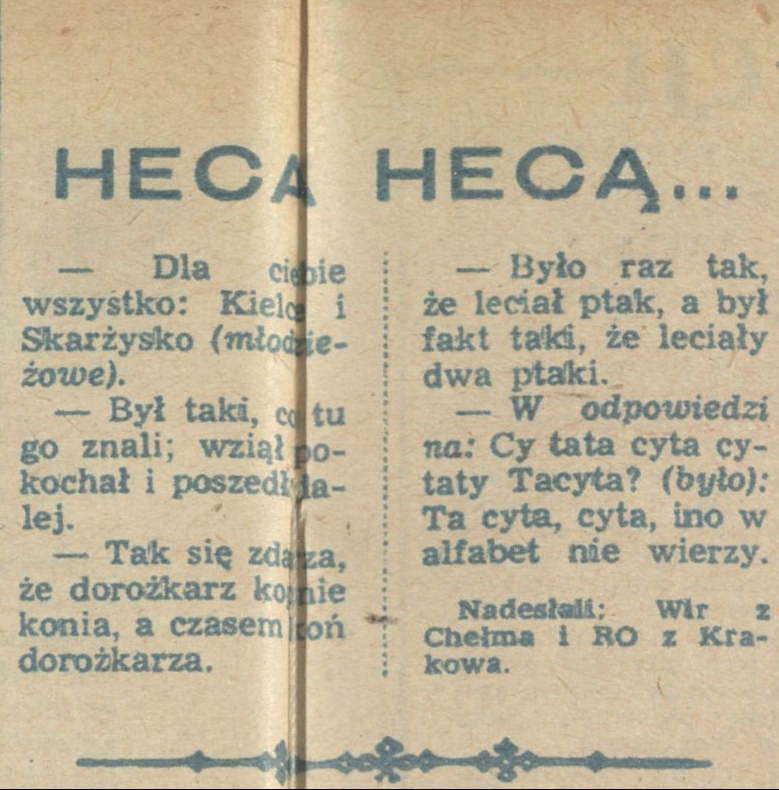 HECA HECĄ...
— Dla ciebie
wszystko: Kielce i
Skarżysko (młodzie-
żowe).
— Był taki, co tu
go znali; wziął po-
kochał i poszedł da-
lej.
— Tak się zdarza,
że dorożkarz kopnie
konia, a czasem koń
dorożkarza.
— Było raz tak,
że leciał ptak, a był
fakt taki, że leciały
dwa ptaki.
— W odpowiedzi
na: Cy tata cyta cy-
taty Tacyta? (było):
Ta cyta, cyta, ino w
alfabet nie wierzy.
Nadesłali: Wir z
Chełma i RO z Kra-
kowa.